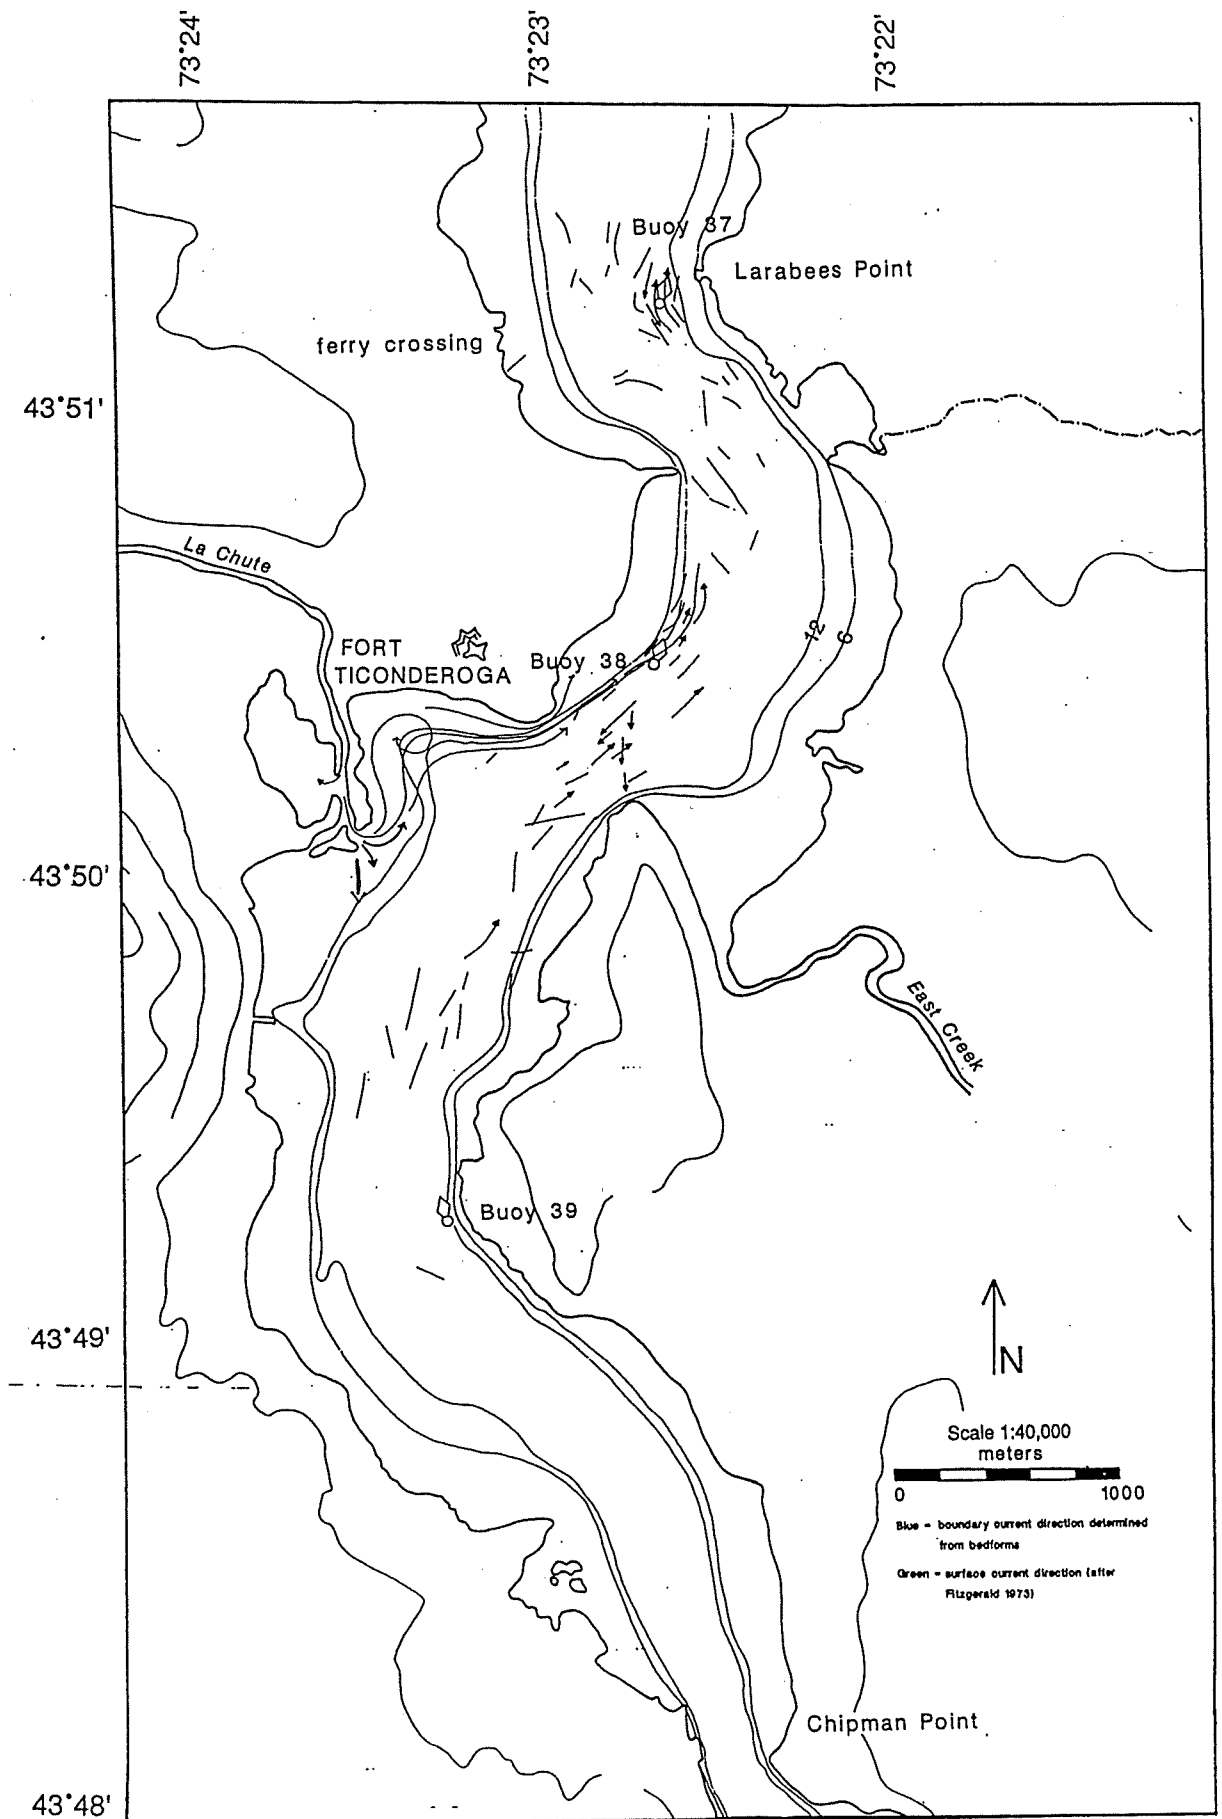 73°24'
73°23'
73°22'
Buoy 37
Larabees Point
ferry crossing
43°51'
La Chute
FORT
TICONDEROGA
Buoy 38
12
6
43°50'
East Creek
Buoy 39
43°49'
N
Scale 1:40,000
meters
0 1000
Blue = boundary current direction determined
from bedforms
Green = surface current direction (after
Fitzgerald 1973)
Chipman Point
43°48'